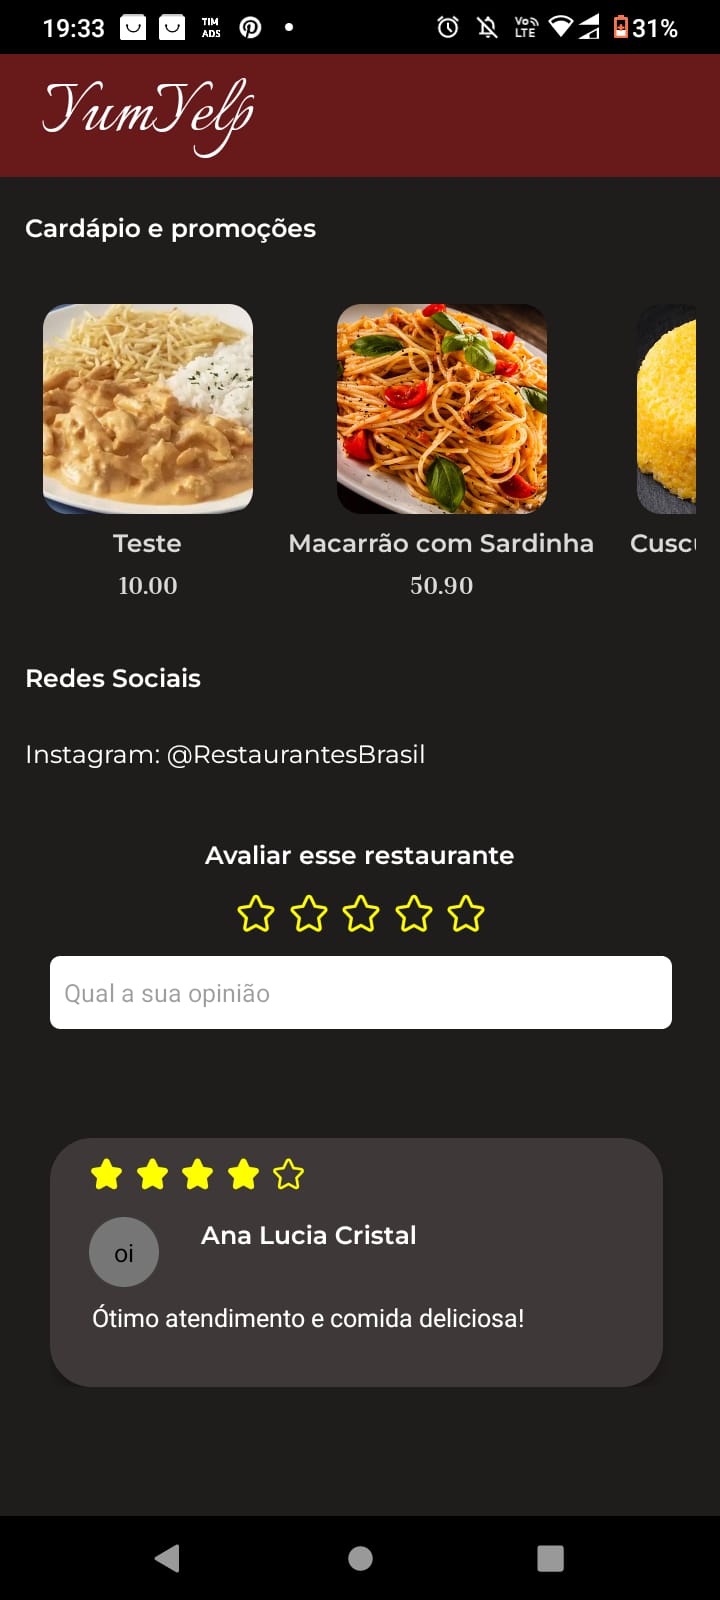 19:33 TIM ADS Vo)) LTE 31%
YumYelp
Cardápio e promoções
Teste
Macarrão com Sardinha
Cuscu
10.00
50.90
Redes Sociais
Instagram: @RestaurantesBrasil
Avaliar esse restaurante
Qual a sua opinião
oi
Ana Lucia Cristal
Ótimo atendimento e comida deliciosa!